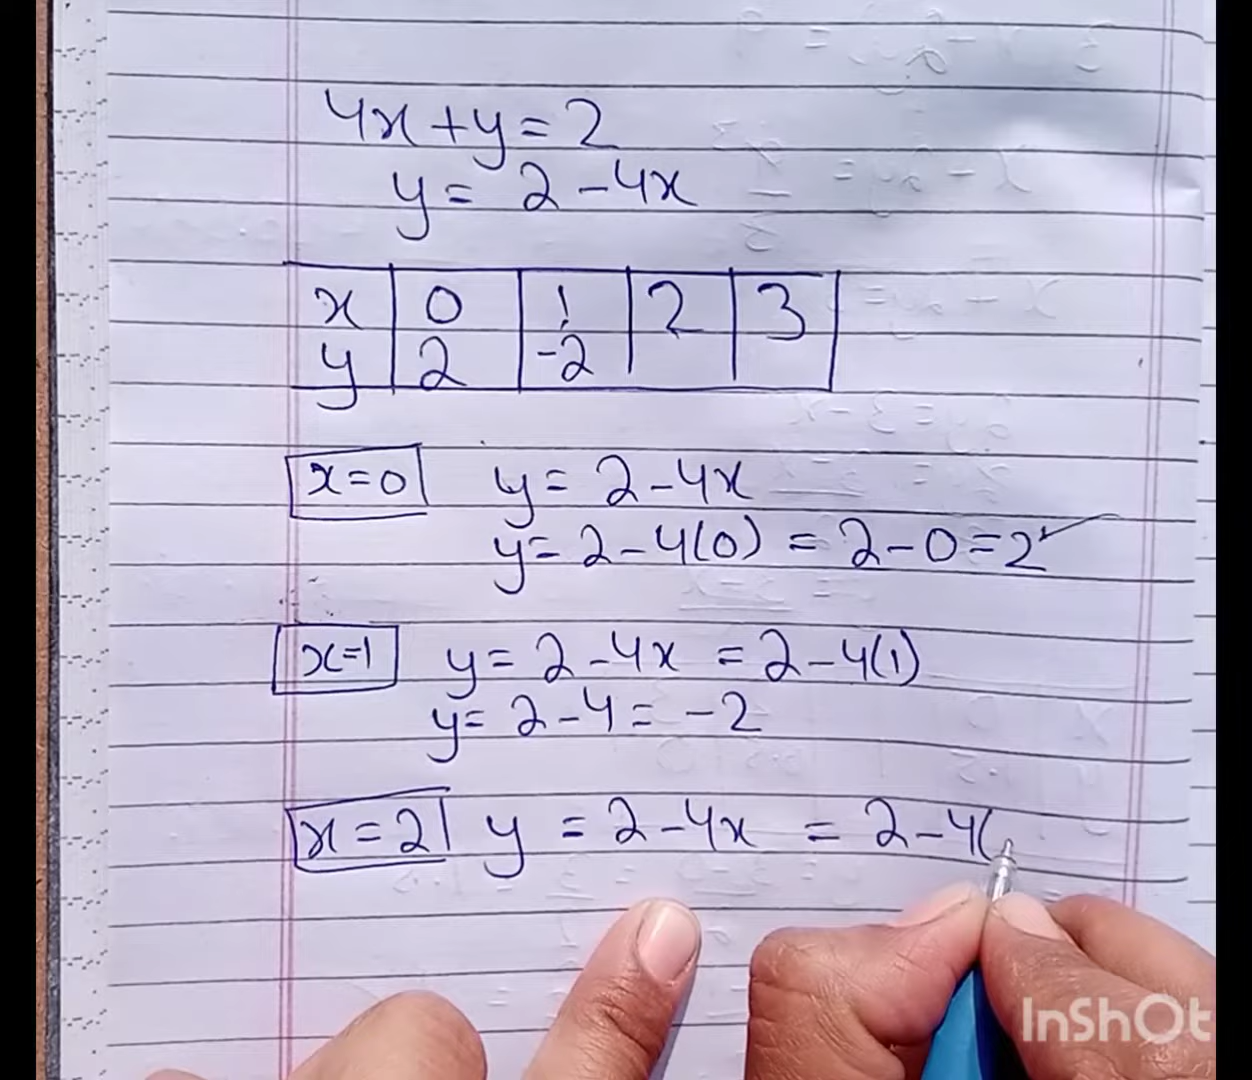 4x+y=2
y= 2-4x
x 0 1 2 3
y 2 -2
x=0 y= 2-4x
y= 2-4(0) = 2-0=2
x=1 y= 2-4x = 2-4(1)
y= 2-4= -2
x=2 y = 2-4x = 2-4(
InShOt